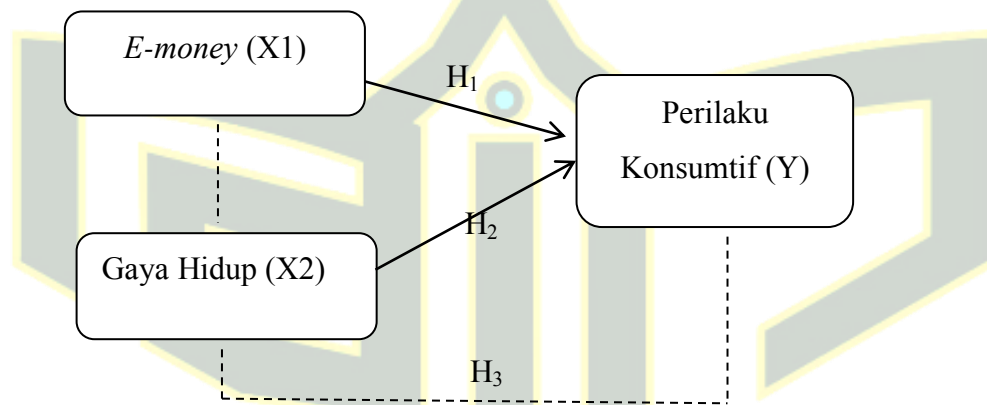 E-money (X1)
H₁
Perilaku
Konsumtif (Y)
H₂
Gaya Hidup (X2)
H₃